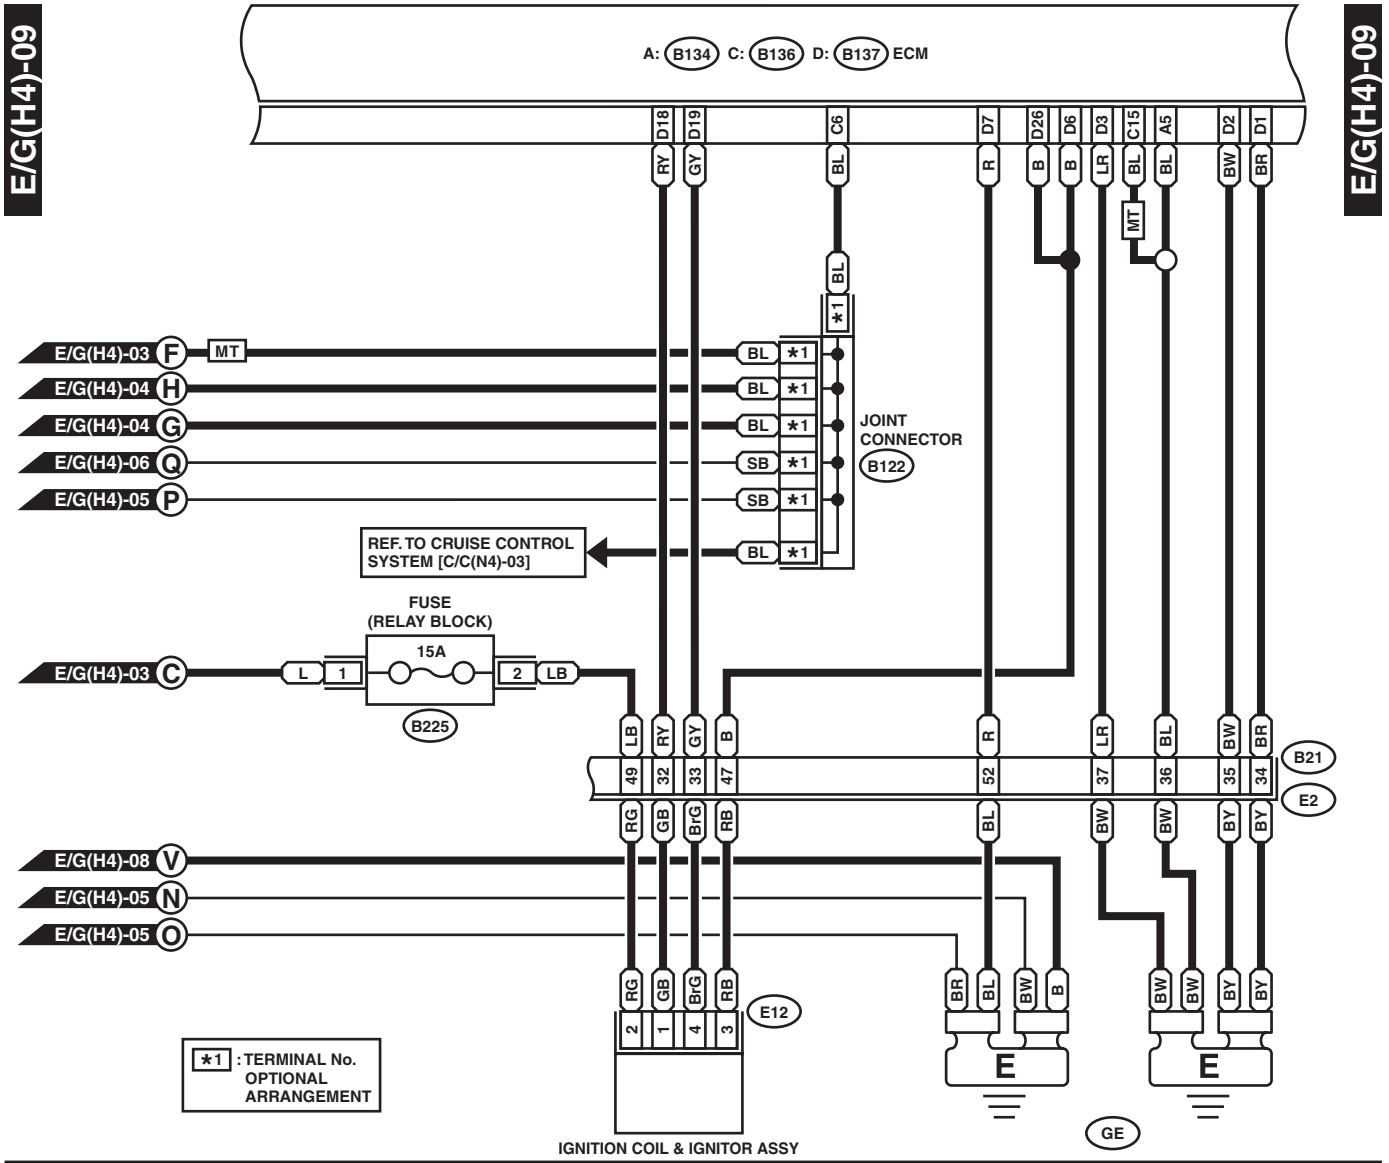 E/G(H4)-09
E/G(H4)-09
A: B134 C: B136 D: B137 ECM
D18 D19 C6 D7 D26 D6 D3 C15 A5 D2 D1
RY GY BL R B B LR BL BL BW BR
MT
BL
*1
E/G(H4)-03 F MT BL *1
E/G(H4)-04 H BL *1
E/G(H4)-04 G BL *1
JOINT
CONNECTOR
B122
E/G(H4)-06 Q SB *1
E/G(H4)-05 P SB *1
REF. TO CRUISE CONTROL
SYSTEM [C/C(N4)-03]
BL *1
FUSE
(RELAY BLOCK)
15A
E/G(H4)-03 C L 1 2 LB
B225
LB RY GY B R LR BL BW BR
49 32 33 47 52 37 36 35 34
B21
E2
RG GB BrG RB BL BW BW BY BY
E/G(H4)-08 V
E/G(H4)-05 N
E/G(H4)-05 O
RG GB BrG RB BR BL BW B BW BW BY BY
2 1 4 3
E12
E E
*1 : TERMINAL No.
OPTIONAL
ARRANGEMENT
GE
IGNITION COIL & IGNITOR ASSY